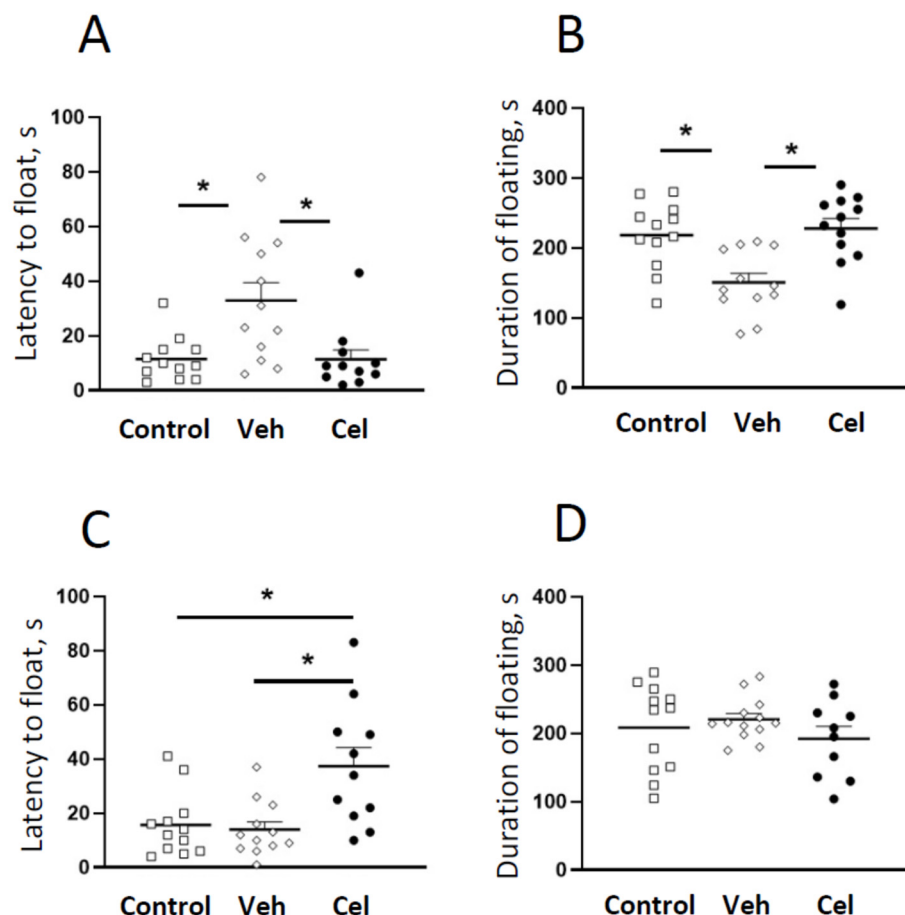 A
Latency to float, s
100
80
60
40
20
0
*
*
Control Veh Cel
B
Duration of floating, s
400
300
200
100
0
*
*
Control Veh Cel
C
Latency to float, s
100
80
60
40
20
0
*
*
Control Veh Cel
D
Duration of floating, s
400
300
200
100
0
Control Veh Cel